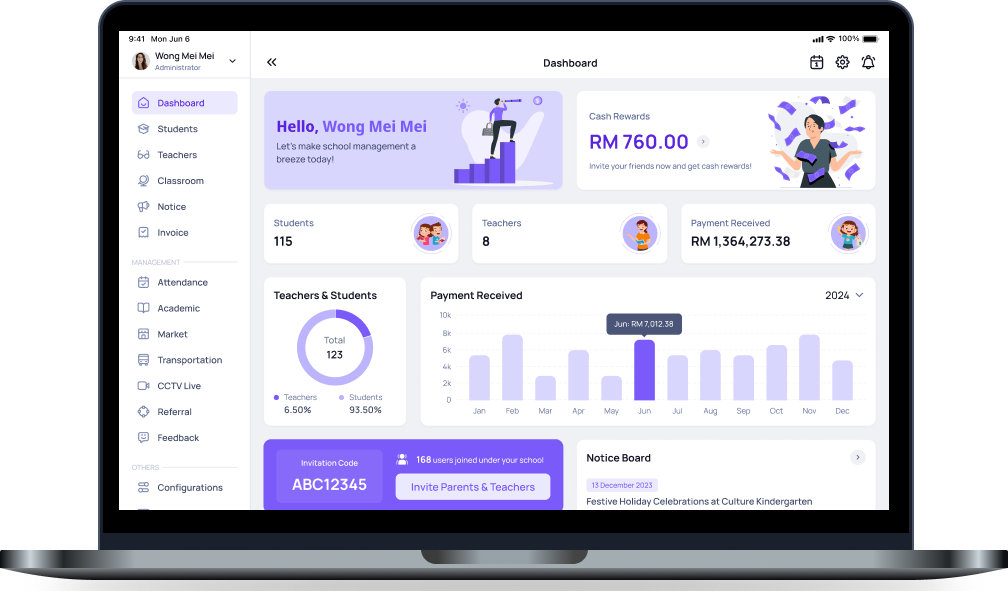 9:41 Mon Jun 6
100%
Wong Mei Mei
Administrator
Dashboard
Dashboard
Students
Teachers
Classroom
Notice
Invoice
MANAGEMENT
Attendance
Academic
Market
Transportation
CCTV Live
Referral
Feedback
OTHERS
Configurations
Hello, Wong Mei Mei
Let's make school management a
breeze today!
Cash Rewards
RM 760.00
Invite your friends now and get cash rewards!
Students
115
Teachers
8
Payment Received
RM 1,364,273.38
Teachers & Students
Total
123
Teachers
6.50%
Students
93.50%
Payment Received
2024
10k
8k
6k
4k
2k
0
Jun: RM 7,012.38
Jan Feb Mar Apr May Jun Jul Aug Sep Oct Nov Dec
Invitation Code
ABC12345
168 users joined under your school
Invite Parents & Teachers
Notice Board
13 December 2023
Festive Holiday Celebrations at Culture Kindergarten